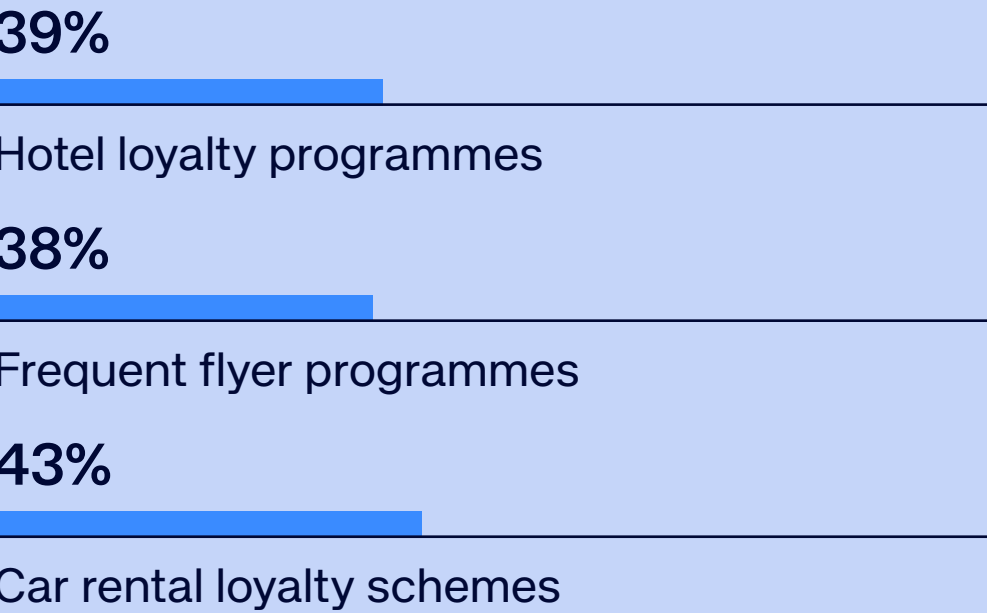 39%
Hotel loyalty programmes
38%
Frequent flyer programmes
43%
Car rental loyalty schemes